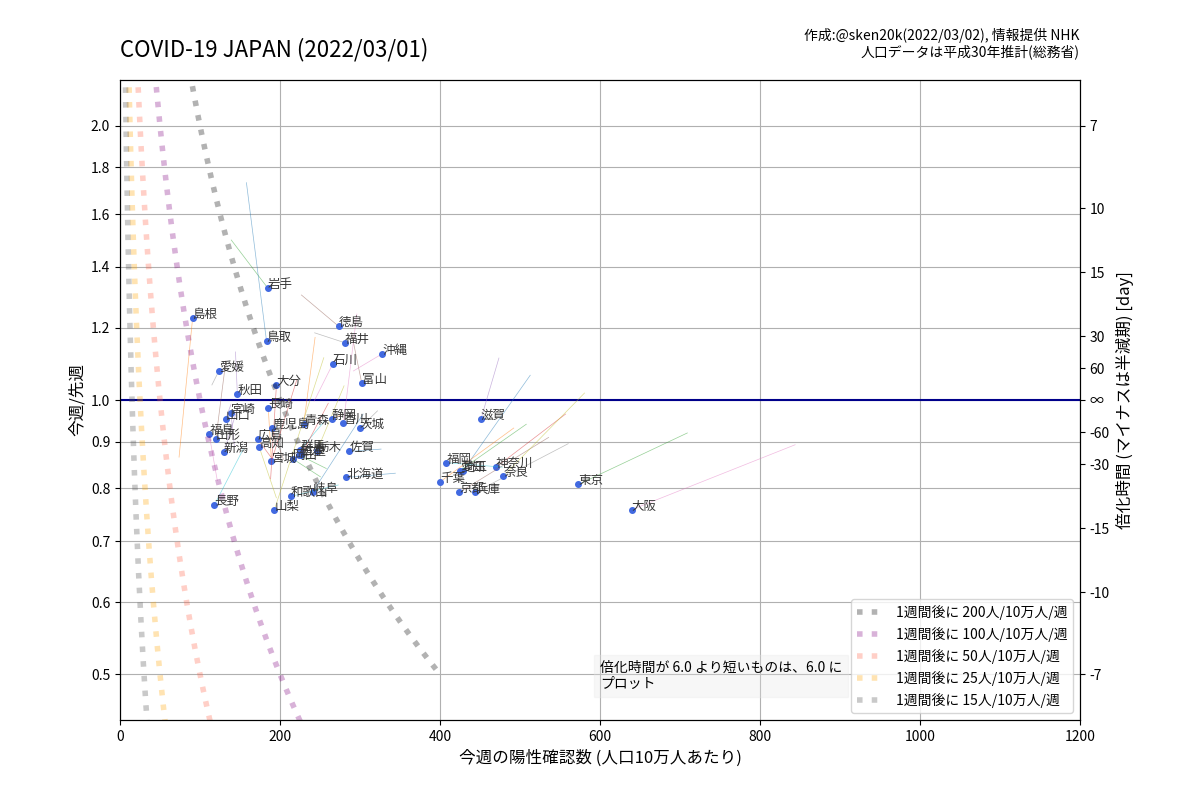 COVID-19 JAPAN (2022/03/01)
作成:@sken20k(2022/03/02), 情報提供 NHK
人口データは平成30年推計(総務省)
今週/先週
2.0
1.8
1.6
1.4
1.2
1.0
0.9
0.8
0.7
0.6
0.5
7
10
15
30
60
∞
-60
-30
-15
-10
-7
倍化時間 (マイナスは半減期) [day]
岩手
島根
徳島
鳥取
福井
沖縄
石川
愛媛
大分
富山
秋田
長崎
宮崎
山口
静岡
香川
青森
茨城
鹿児島
滋賀
福島
山形
広島
高知
新潟
群馬
栃木
佐賀
宮城
福岡
神奈川
奈良
北海道
千葉
東京
京都
兵庫
岐阜
和歌山
長野
山梨
大阪
倍化時間が 6.0 より短いものは、6.0 に
プロット
1週間後に 200人/10万人/週
1週間後に 100人/10万人/週
1週間後に 50人/10万人/週
1週間後に 25人/10万人/週
1週間後に 15人/10万人/週
0
200
400
600
800
1000
1200
今週の陽性確認数 (人口10万人あたり)